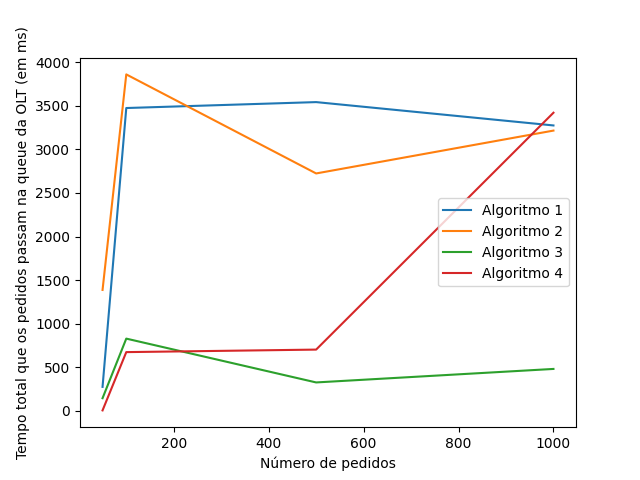 Tempo total que os pedidos passam na queue da OLT (em ms)
4000
3500
3000
2500
2000
1500
1000
500
0
Algoritmo 1
Algoritmo 2
Algoritmo 3
Algoritmo 4
200 400 600 800 1000
Número de pedidos